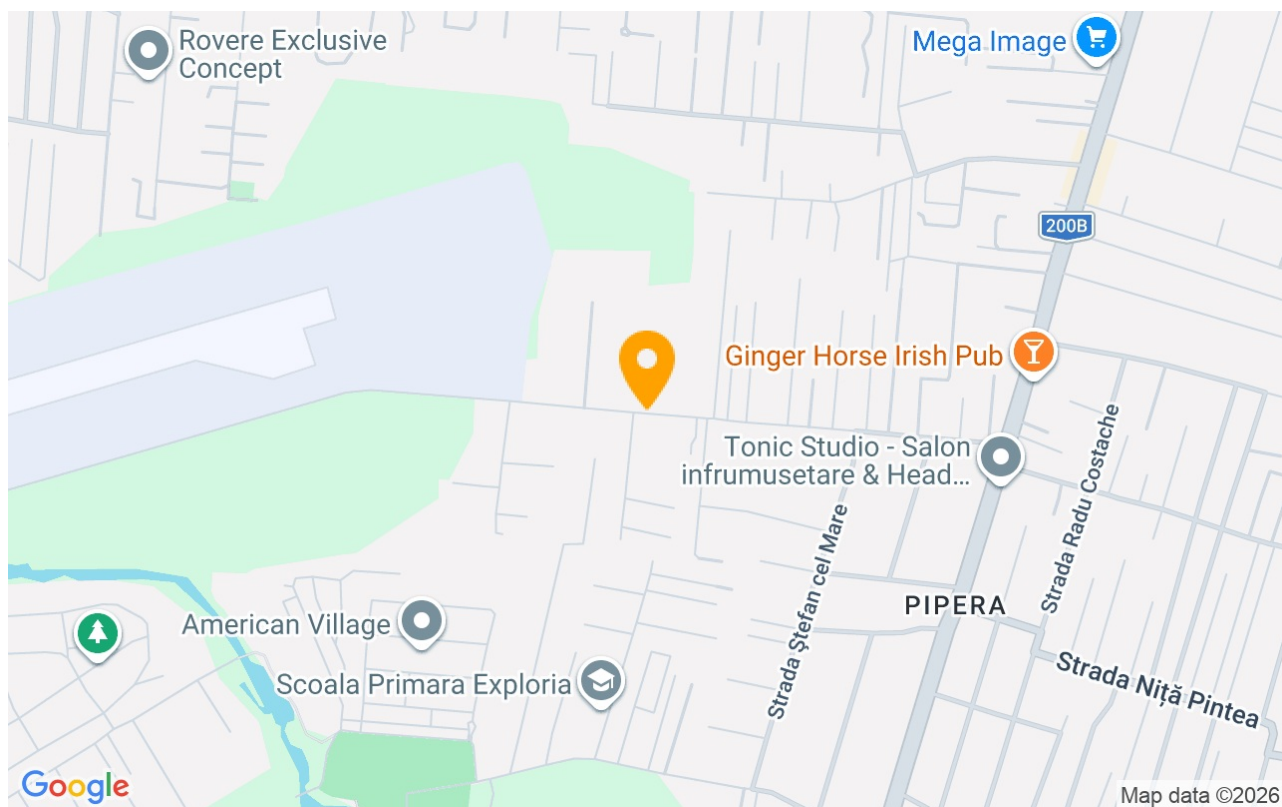 Rovere Exclusive
Concept
Mega Image
200B
Ginger Horse Irish Pub
Tonic Studio - Salon
infrumusetare & Head...
Strada Radu Costache
Strada Ștefan cel Mare
PIPERA
American Village
Scoala Primara Exploria
Strada Niță Pintea
Google
Map data ©2026